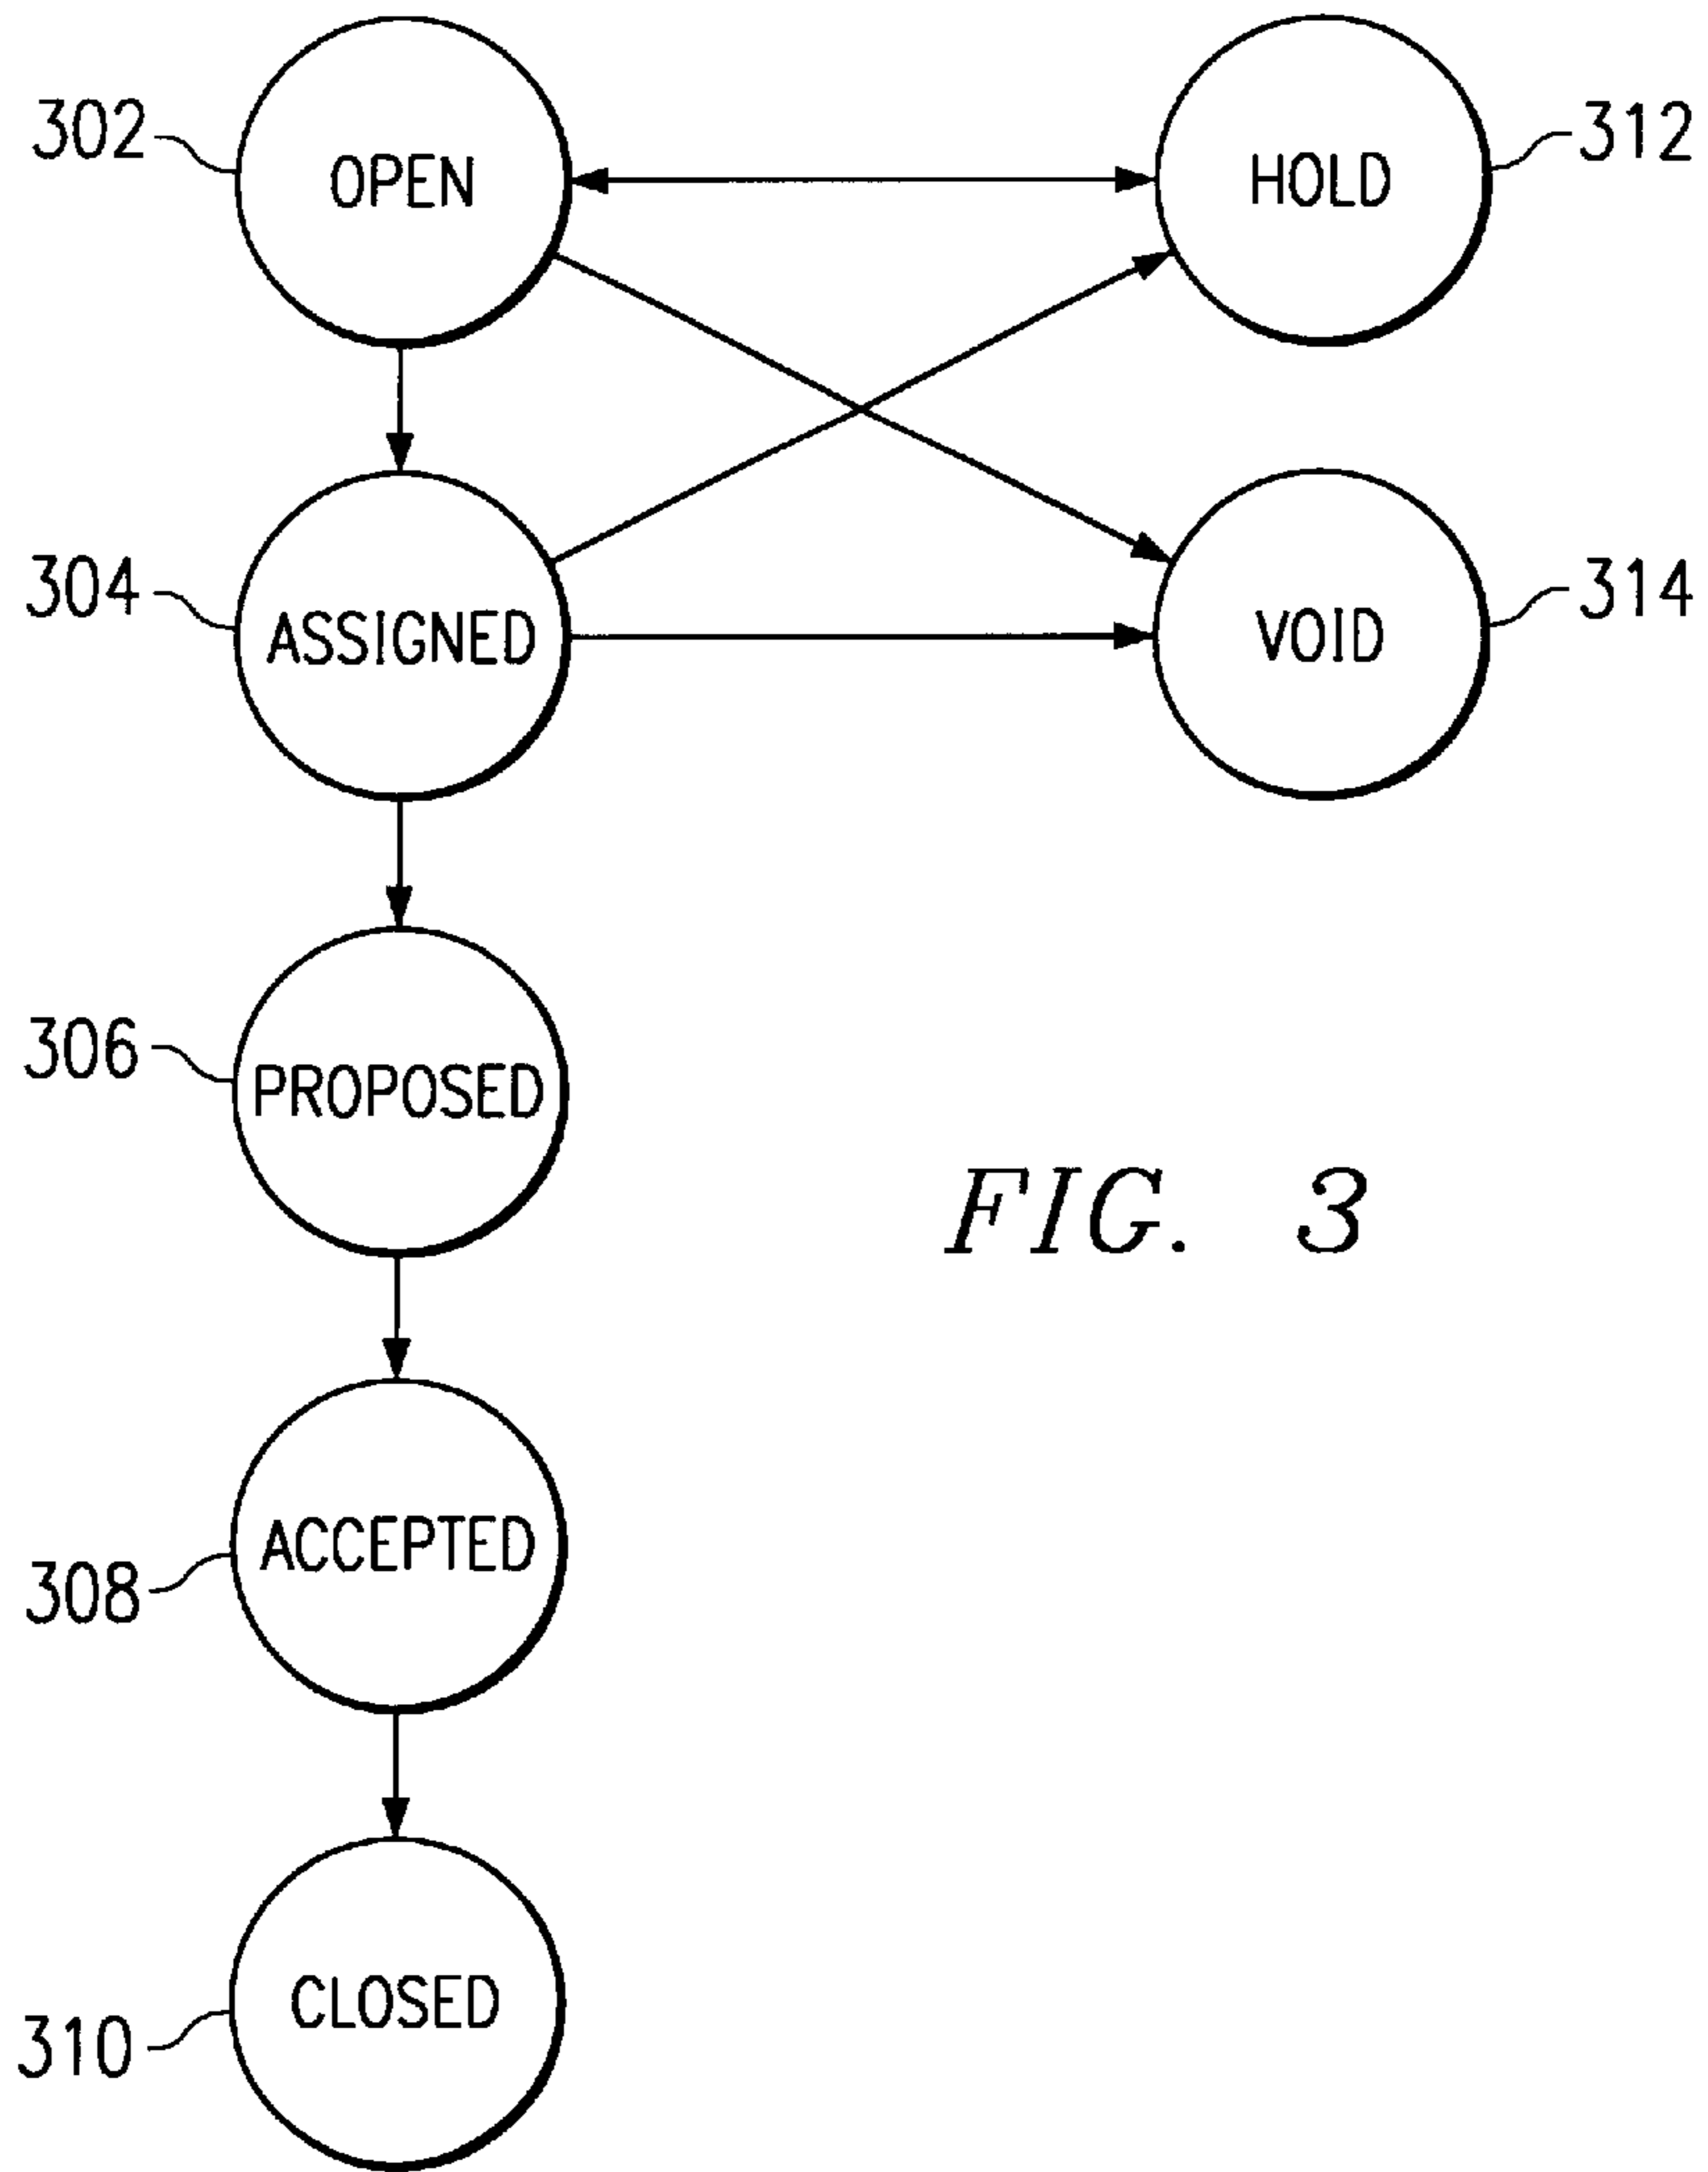 302
OPEN
HOLD
312
304
ASSIGNED
VOID
314
306
PROPOSED
FIG. 3
308
ACCEPTED
310
CLOSED